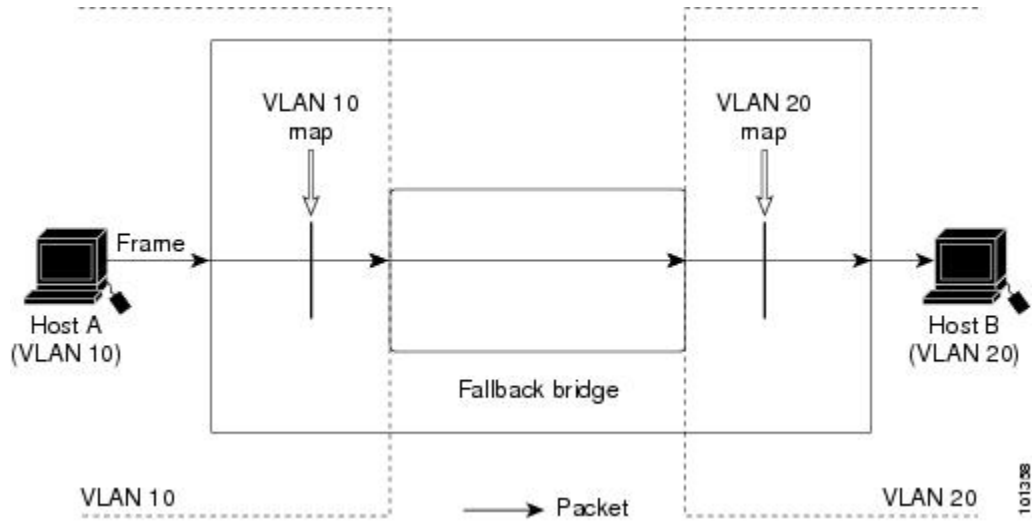 VLAN 10
map
VLAN 20
map
Frame
Host A
(VLAN 10)
Host B
(VLAN 20)
Fallback bridge
VLAN 10
Packet
VLAN 20
101358